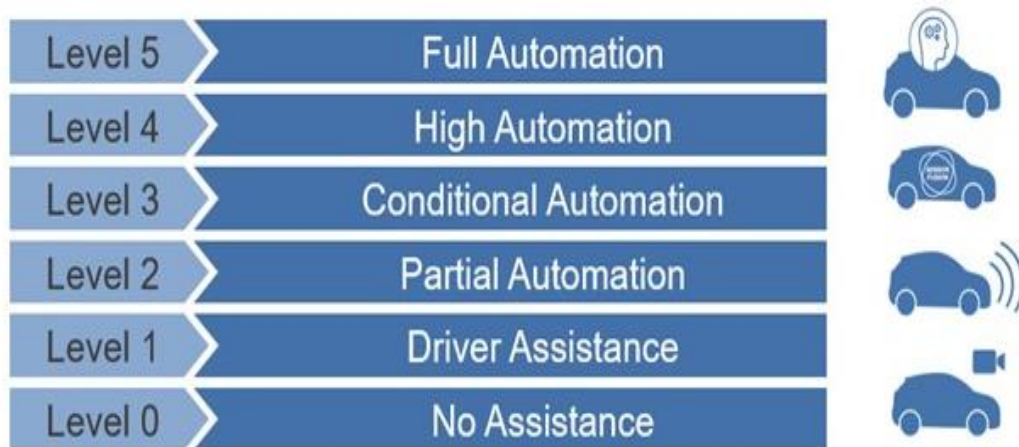 Level 5 Full Automation
Level 4 High Automation
Level 3 Conditional Automation
Level 2 Partial Automation
Level 1 Driver Assistance
Level 0 No Assistance